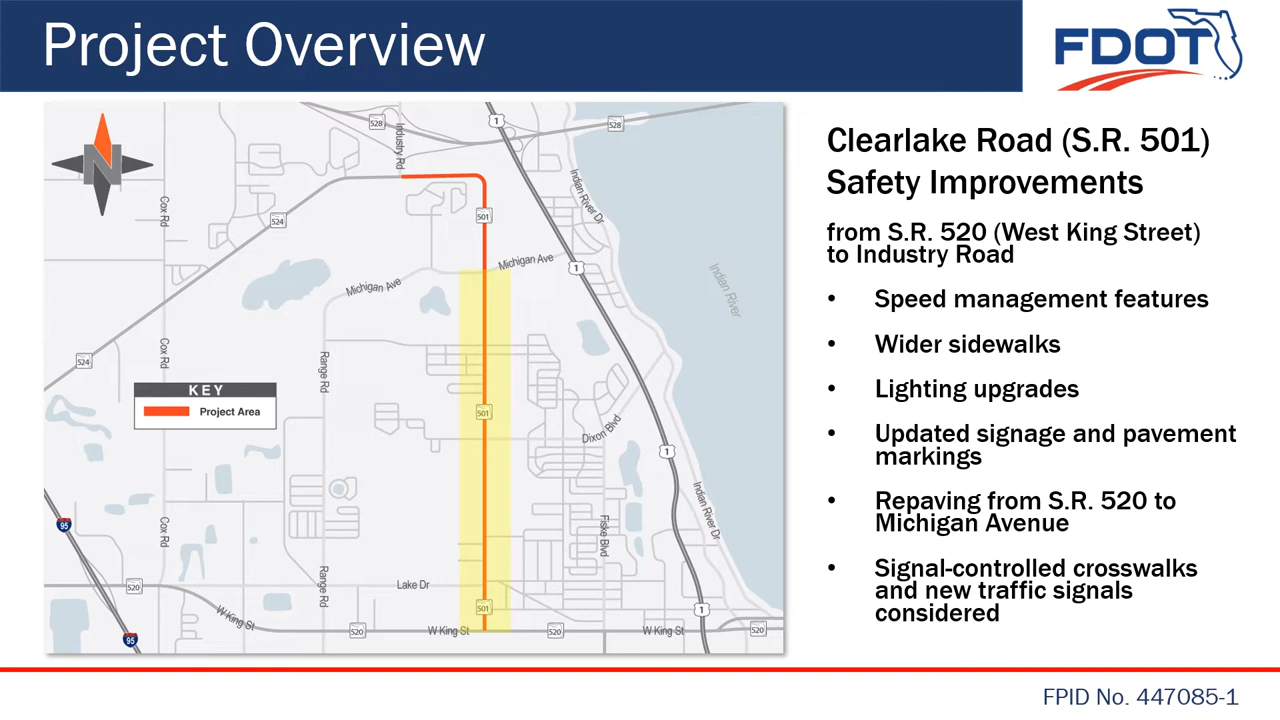 Project Overview
FDOT
Clearlake Road (S.R. 501)
Safety Improvements
from S.R. 520 (West King Street)
to Industry Road
• Speed management features
• Wider sidewalks
• Lighting upgrades
• Updated signage and pavement
markings
• Repaving from S.R. 520 to
Michigan Avenue
• Signal-controlled crosswalks
and new traffic signals
considered
N
528
Industry Rd
1
528
Indian River Dr
Cox Rd
524
501
Michigan Ave
1
Michigan Ave
Indian River
524
Cox Rd
Range Rd
KEY
Project Area
501
Dixon Blvd
1
95
Cox Rd
Fiske Blvd
Indian River Dr
520
Range Rd
Lake Dr
W King St
501
1
95
520
W King St
520
W King St
520
FPID No. 447085-1